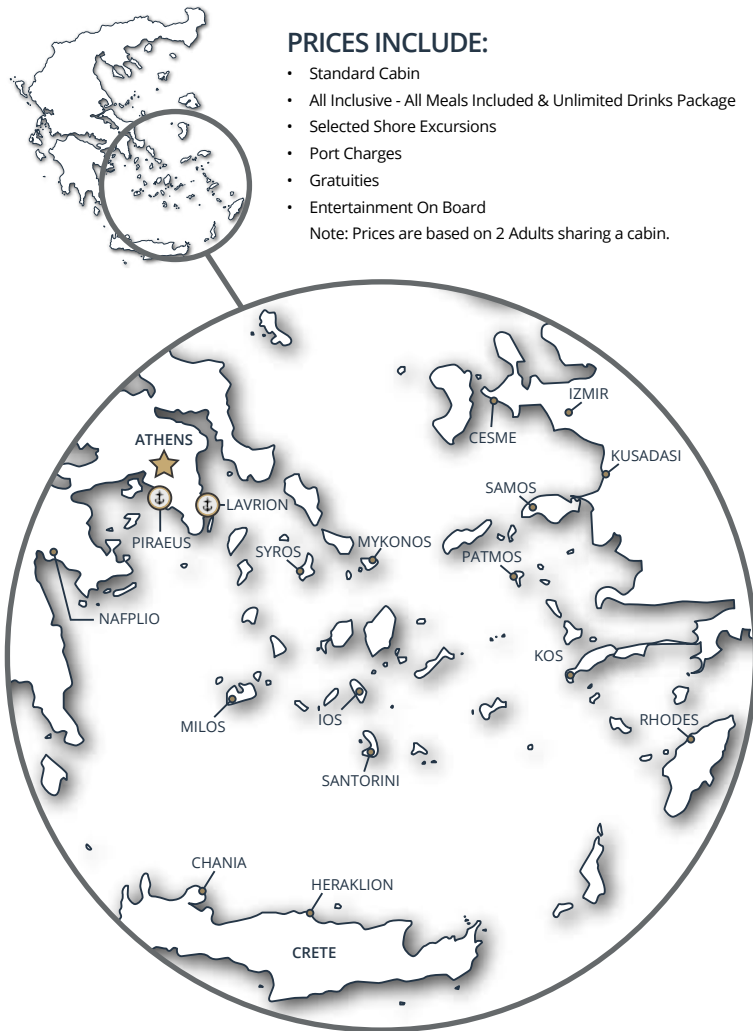 PRICES INCLUDE:
• Standard Cabin
• All Inclusive - All Meals Included & Unlimited Drinks Package
• Selected Shore Excursions
• Port Charges
• Gratuities
• Entertainment On Board
Note: Prices are based on 2 Adults sharing a cabin.
IZMIR
CESME
ATHENS
KUSADASI
SAMOS
LAVRION
PIRAEUS
SYROS
MYKONOS
PATMOS
NAFPLIO
KOS
MILOS
IOS
RHODES
SANTORINI
CHANIA
HERAKLION
CRETE